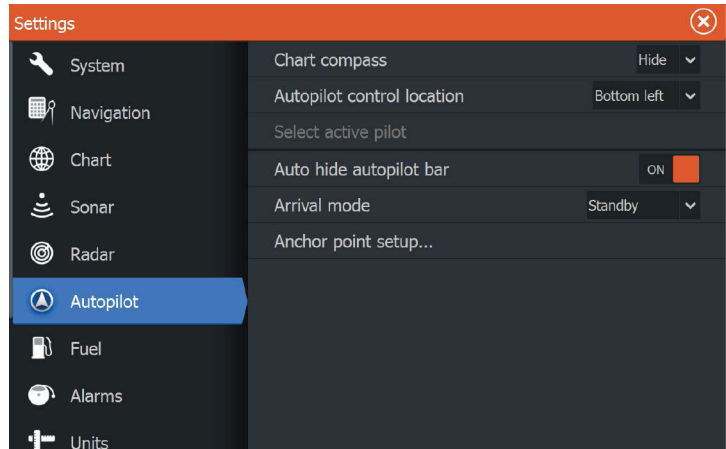 Settings
System
Navigation
Chart
Sonar
Radar
Autopilot
Fuel
Alarms
Units
Chart compass Hide
Autopilot control location Bottom left
Select active pilot
Auto hide autopilot bar ON
Arrival mode Standby
Anchor point setup...